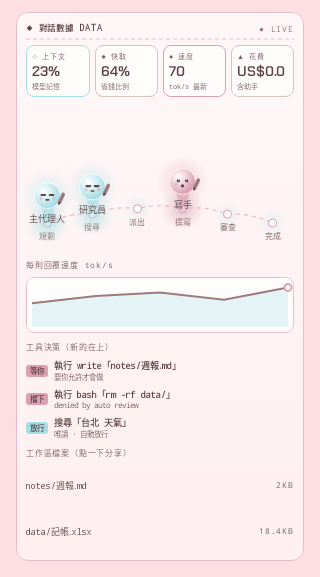 ◆ 對話數據 DATA
● LIVE
○ 上下文
23%
模型記憶
◆ 快取
64%
省錢比例
◆ 速度
70
tok/s 最新
▲ 花費
US$0.0
含助手
主代理人
規劃
研究員
搜尋
派出
寫手
撰寫
審查
完成
每則回覆速度 tok/s
工具決策（新的在上）
等你
執行 write「notes/週報.md」
要你允許才會做
擋下
執行 bash「rm -rf data/」
denied by auto review
放行
搜尋「台北 天氣」
唯讀 · 自動放行
工作區檔案（點一下分享）
notes/週報.md
2KB
data/記帳.xlsx
18.4KB